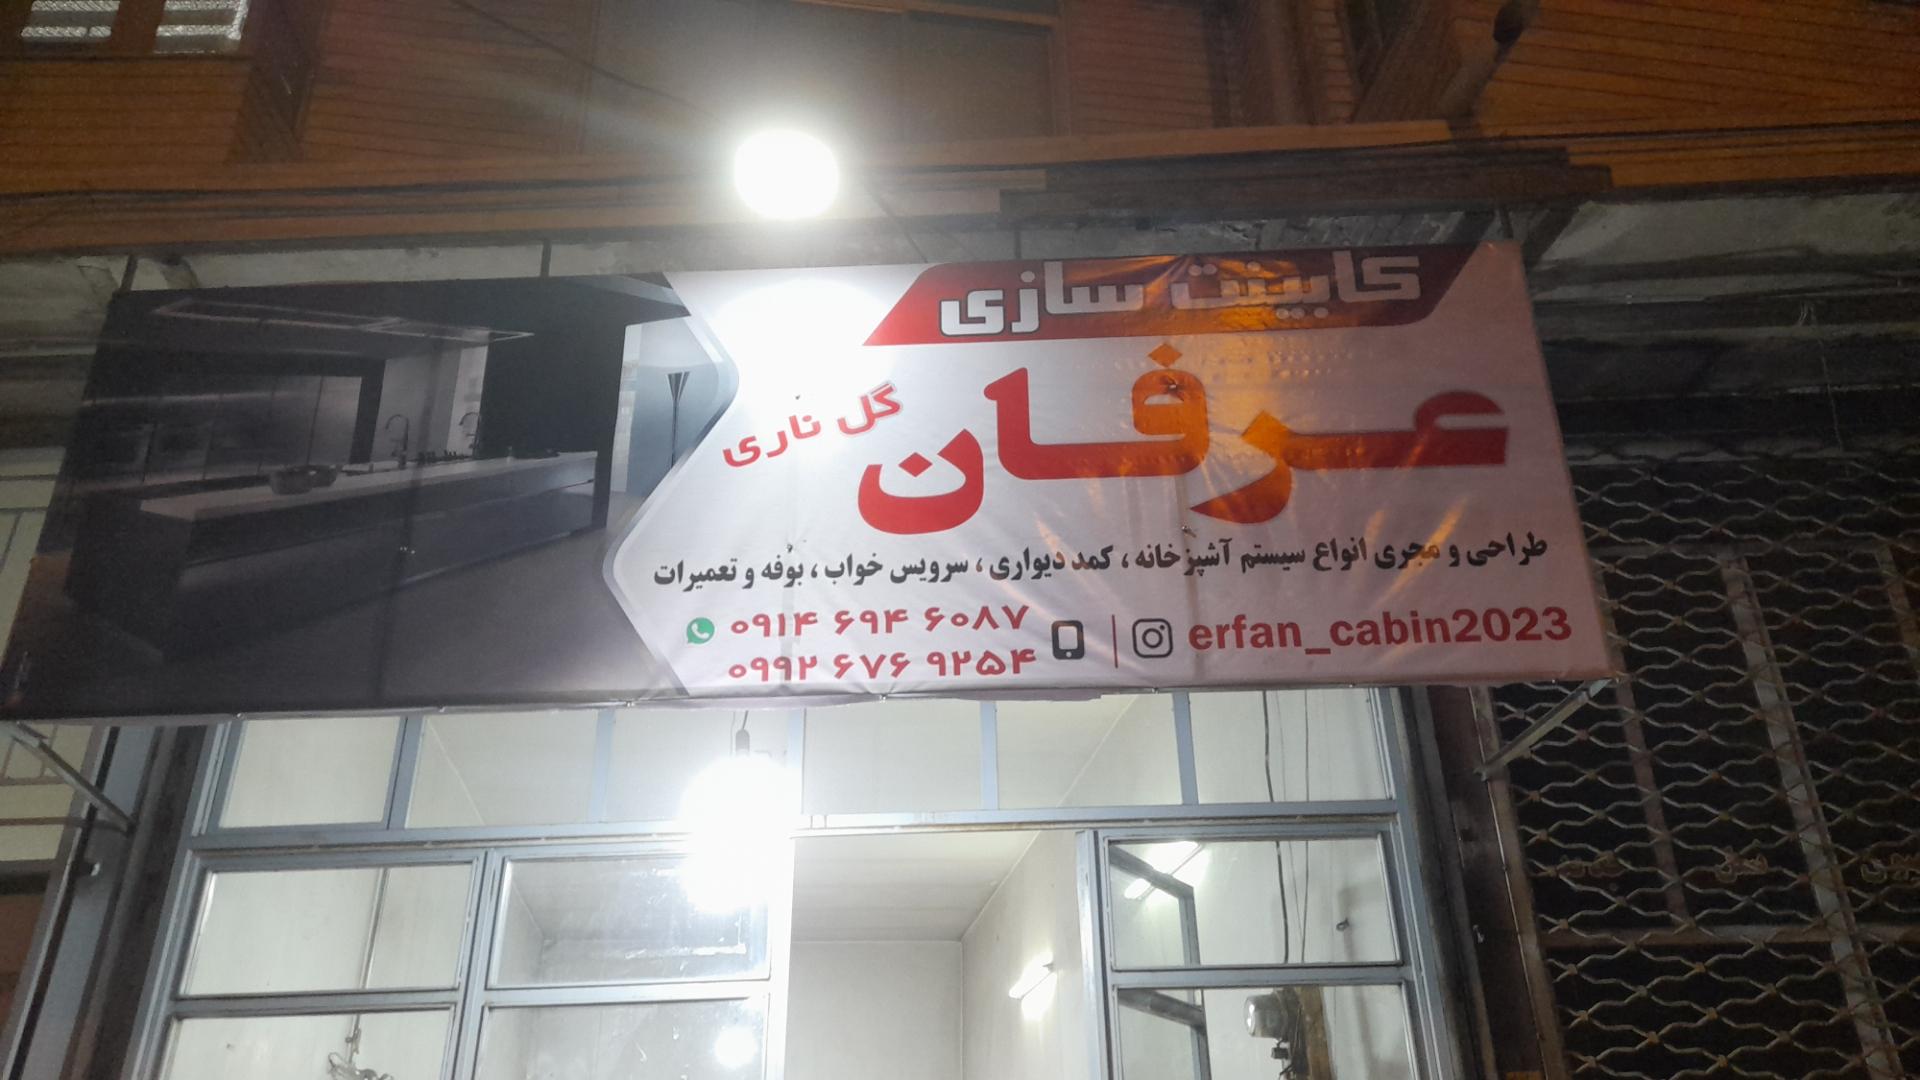 کابینت سازی
عرفان
گل ناری
طراحی و مجری انواع سیستم آشپزخانه ، کمد دیواری ، سرویس خواب ، بوفه و تعمیرات
erfan_cabin2023
۰۹۱۴ ۶۹۴ ۶۰۸۷
۰۹۹۲ ۶۷۶ ۹۲۵۴